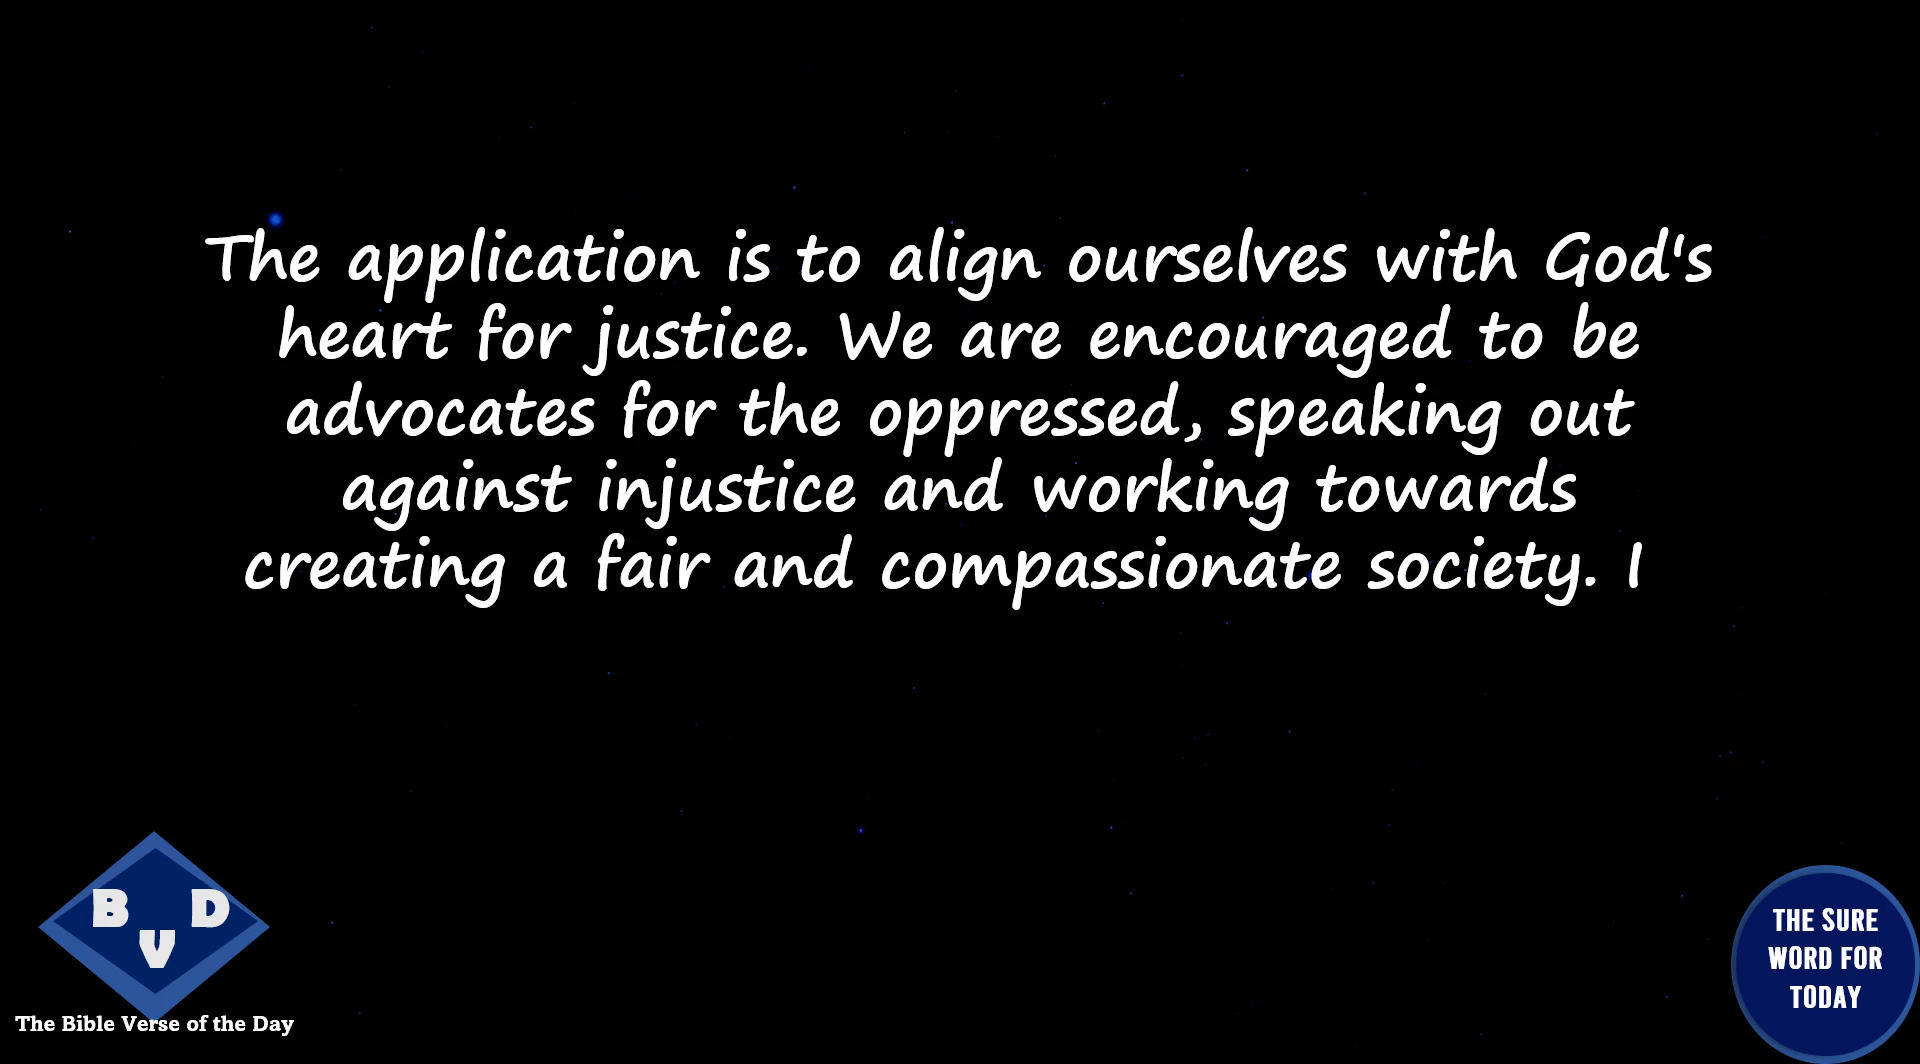 The application is to align ourselves with God's
heart for justice. We are encouraged to be
advocates for the oppressed, speaking out
against injustice and working towards
creating a fair and compassionate society. I
B D
V
The Bible Verse of the Day
THE SURE
WORD FOR
TODAY